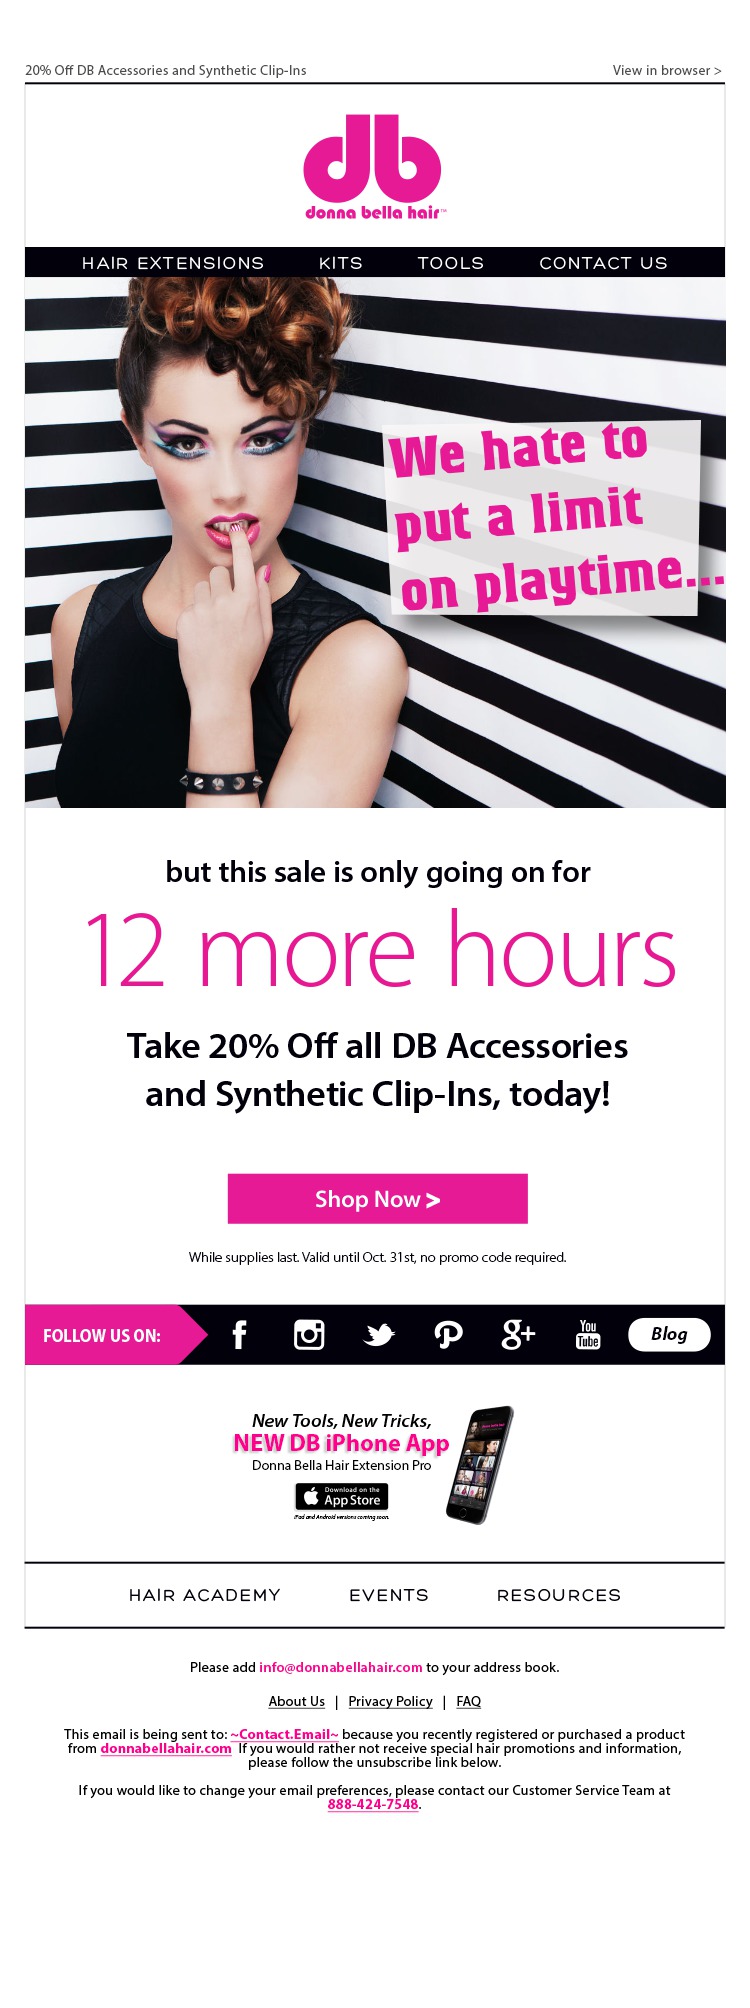 20% Off DB Accessories and Synthetic Clip-Ins
View in browser >
db
donna bella hair™
HAIR EXTENSIONS KITS TOOLS CONTACT US
We hate to
put a limit
on playtime...
but this sale is only going on for
12 more hours
Take 20% Off all DB Accessories
and Synthetic Clip-Ins, today!
Shop Now >
While supplies last. Valid until Oct. 31st, no promo code required.
FOLLOW US ON: f g+ You Tube Blog
New Tools, New Tricks,
NEW DB iPhone App
Donna Bella Hair Extension Pro
Download on the
App Store
iPad and Android versions coming soon.
HAIR ACADEMY EVENTS RESOURCES
Please add info@donnabellahair.com to your address book.
About Us | Privacy Policy | FAQ
This email is being sent to: ~Contact.Email~ because you recently registered or purchased a product
from donnabellahair.com If you would rather not receive special hair promotions and information,
please follow the unsubscribe link below.
If you would like to change your email preferences, please contact our Customer Service Team at
888-424-7548.